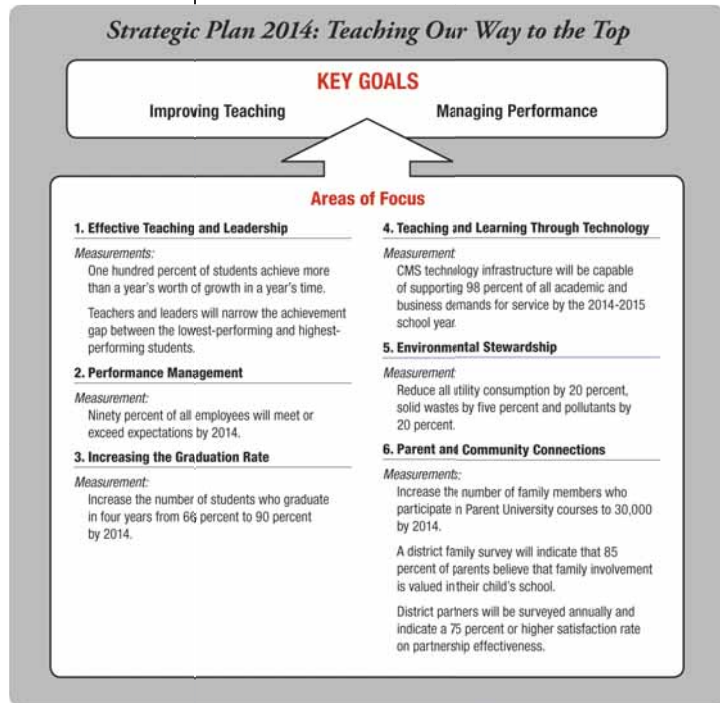 Strategic Plan 2014: Teaching Our Way to the Top
KEY GOALS
Improving Teaching
Managing Performance
Areas of Focus
1. Effective Teaching and Leadership
Measurements:
One hundred percent of students achieve more
than a year's worth of growth in a year's time.
Teachers and leaders will narrow the achievement
gap between the lowest-performing and highest-
performing students.
2. Performance Management
Measurement:
Ninety percent of all employees will meet or
exceed expectations by 2014.
3. Increasing the Graduation Rate
Measurement:
Increase the number of students who graduate
in four years from 66 percent to 90 percent
by 2014.
4. Teaching and Learning Through Technology
Measurement
CMS technology infrastructure will be capable
of supporting 98 percent of all academic and
business demands for service by the 2014-2015
school year.
5. Environmental Stewardship
Measurement
Reduce all utility consumption by 20 percent,
solid wastes by five percent and pollutants by
20 percent.
6. Parent and Community Connections
Measurements:
Increase the number of family members who
participate in Parent University courses to 30,000
by 2014.
A district family survey will indicate that 85
percent of parents believe that family involvement
is valued in their child's school.
District partners will be surveyed annually and
indicate a 75 percent or higher satisfaction rate
on partnership effectiveness.